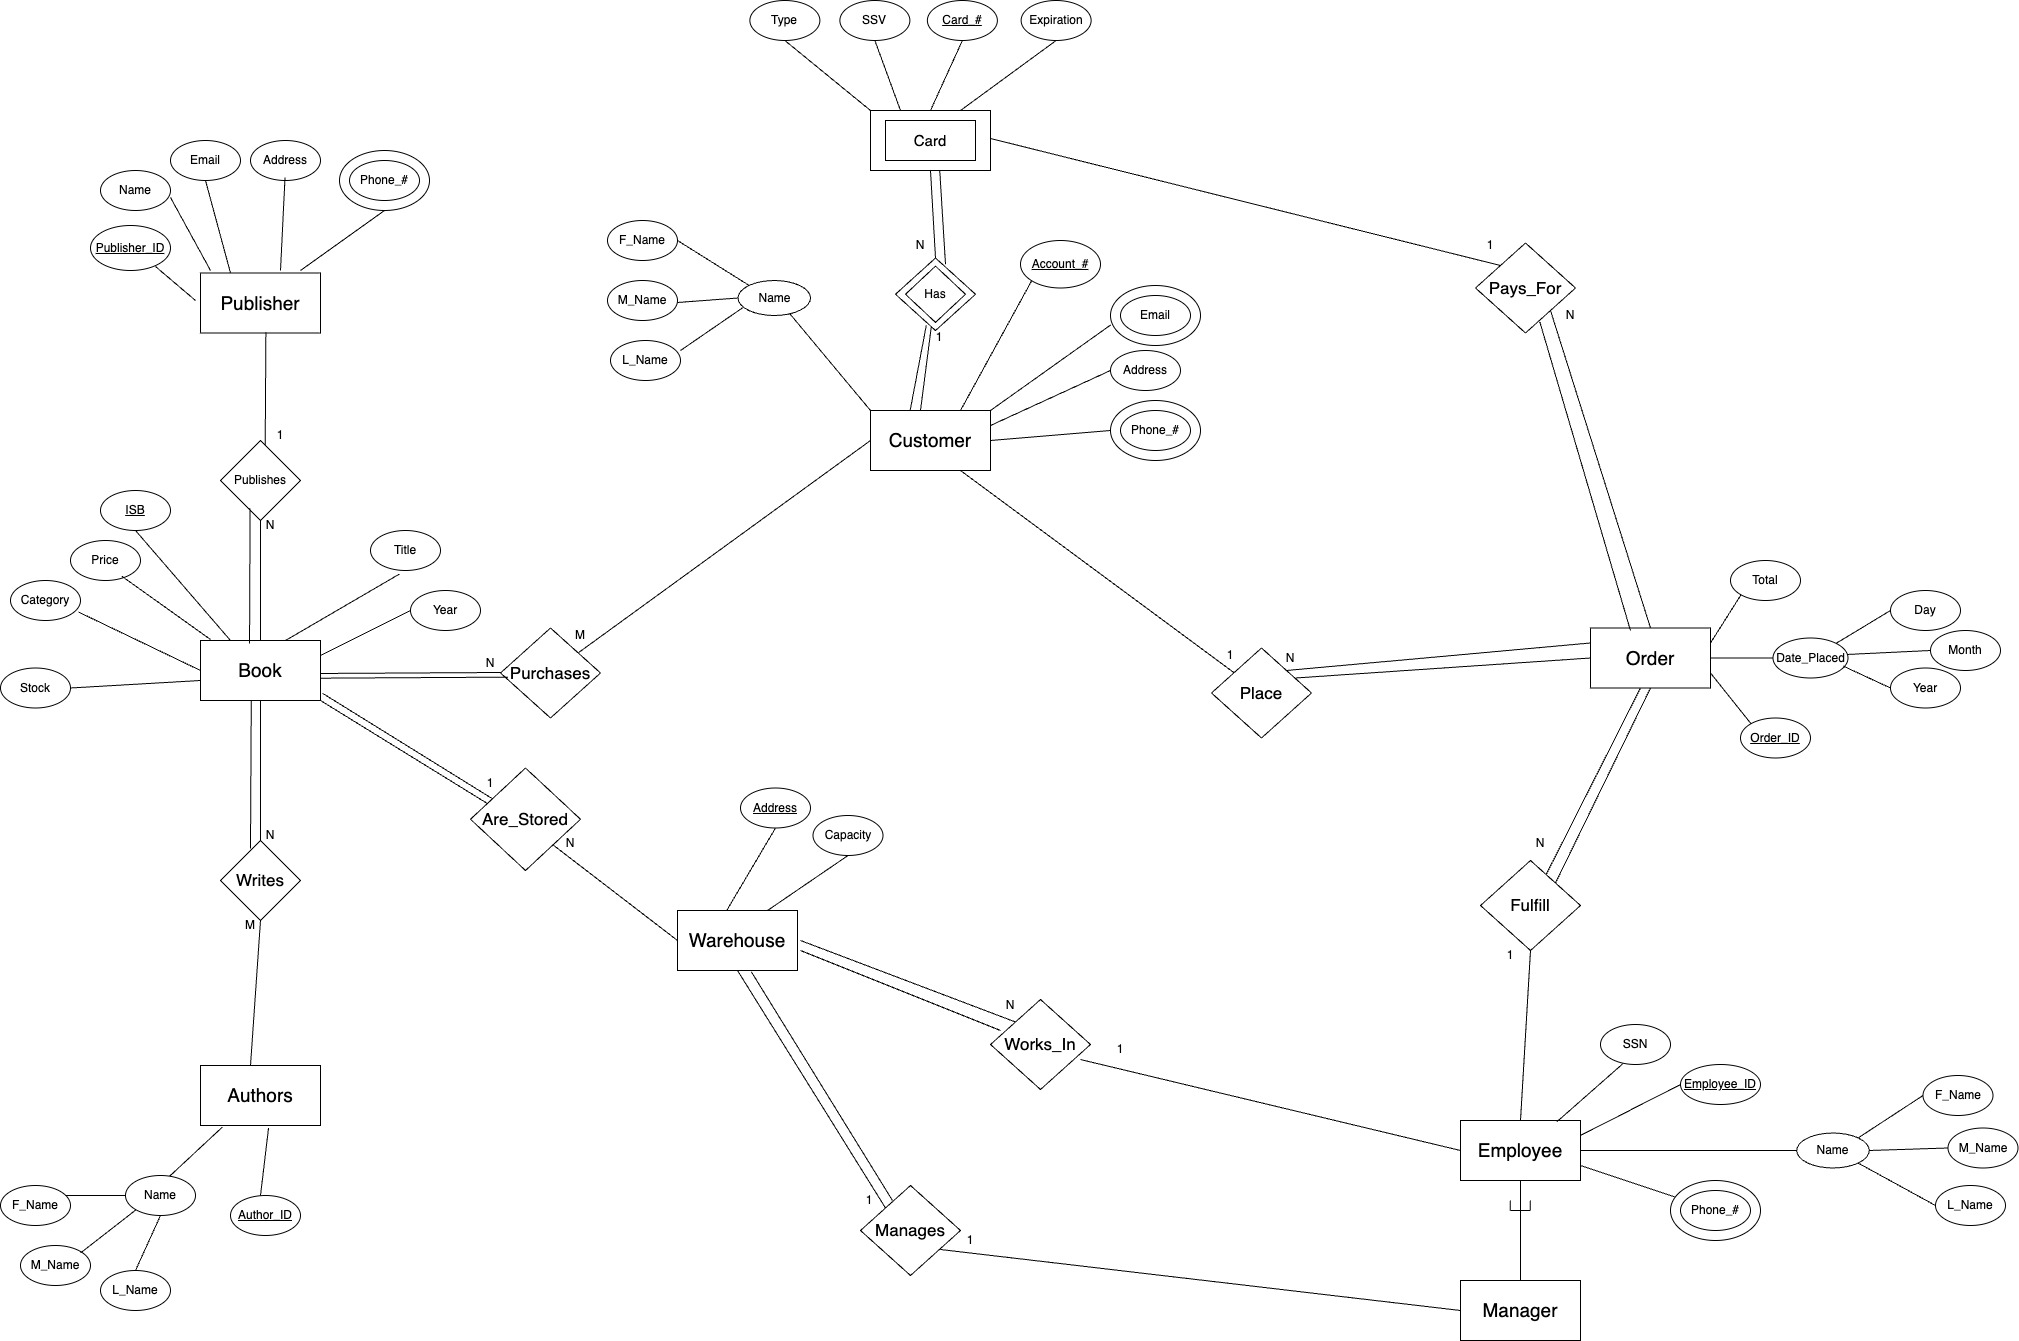 Type
SSV
Card_#
Expiration
Card
Email
Address
Phone_#
Name
Publisher_ID
Publisher
F_Name
M_Name
L_Name
Name
N
Has
1
Account_#
Email
Address
Phone_#
Customer
1
Pays_For
N
1
Publishes
N
ISB
Price
Category
Stock
Title
Year
Book
N
Purchases
M
1
Place
N
Order
Total
Date_Placed
Day
Month
Year
Order_ID
1
Are_Stored
N
Address
Capacity
Warehouse
N
Writes
M
N
Fulfill
1
N
Works_In
1
Authors
Name
F_Name
M_Name
L_Name
Author_ID
SSN
Employee_ID
Employee
Name
F_Name
M_Name
L_Name
Phone_#
1
Manages
1
Manager